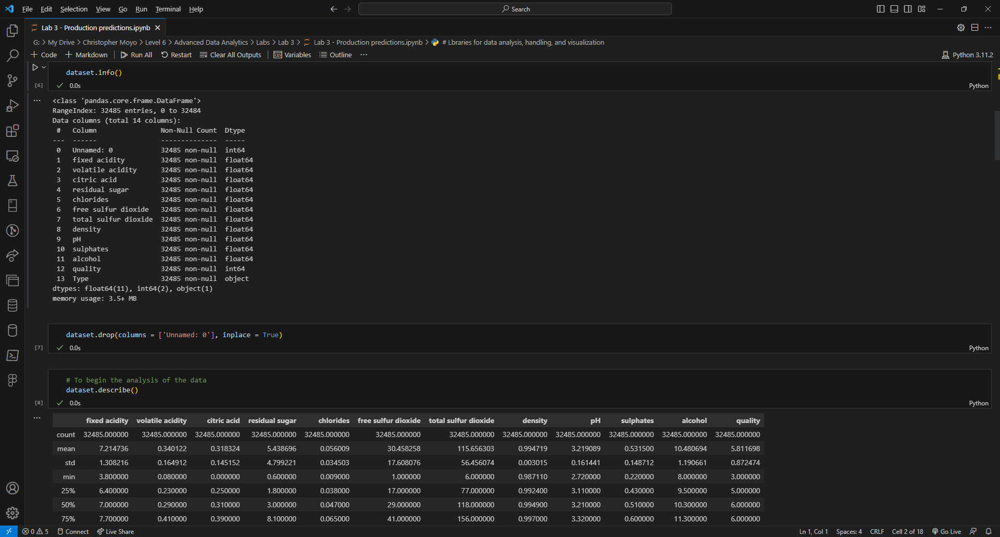 File Edit Selection View Go Run Terminal Help
Search
Lab 3 - Production predictions.ipynb
G: > My Drive > Christopher Moyo > Level 6 > Advanced Data Analytics > Labs > Lab 3 > Lab 3 - Production predictions.ipynb > # Lbraries for data analysis, handling, and visualization
Code Markdown Run All Restart Clear All Outputs Variables Outline ... Python 3.11.2
dataset.info()
[6] 0.0s Python
<class 'pandas.core.frame.DataFrame'>
RangeIndex: 32485 entries, 0 to 32484
Data columns (total 14 columns):
# Column Non-Null Count Dtype
--- ------ -------------- -----
0 Unnamed: 0 32485 non-null int64
1 fixed acidity 32485 non-null float64
2 volatile acidity 32485 non-null float64
3 citric acid 32485 non-null float64
4 residual sugar 32485 non-null float64
5 chlorides 32485 non-null float64
6 free sulfur dioxide 32485 non-null float64
7 total sulfur dioxide 32485 non-null float64
8 density 32485 non-null float64
9 pH 32485 non-null float64
10 sulphates 32485 non-null float64
11 alcohol 32485 non-null float64
12 quality 32485 non-null int64
13 Type 32485 non-null object
dtypes: float64(11), int64(2), object(1)
memory usage: 3.5+ MB
dataset.drop(columns = ['Unnamed: 0'], inplace = True)
[7] 0.0s Python
# To begin the analysis of the data
dataset.describe()
[8] 0.0s Python
fixed acidity volatile acidity citric acid residual sugar chlorides free sulfur dioxide total sulfur dioxide density pH sulphates alcohol quality
count 32485.000000 32485.000000 32485.000000 32485.000000 32485.000000 32485.000000 32485.000000 32485.000000 32485.000000 32485.000000 32485.000000 32485.000000
mean 7.214736 0.340122 0.318324 5.438696 0.056009 30.458258 115.656303 0.994719 3.219089 0.531500 10.480694 5.811698
std 1.308216 0.164912 0.145152 4.799221 0.034503 17.608076 56.456074 0.003015 0.161441 0.148712 1.190661 0.872474
min 3.800000 0.080000 0.000000 0.600000 0.009000 1.000000 6.000000 0.987110 2.720000 0.220000 8.000000 3.000000
25% 6.400000 0.230000 0.250000 1.800000 0.038000 17.000000 77.000000 0.992400 3.110000 0.430000 9.500000 5.000000
50% 7.000000 0.290000 0.310000 3.000000 0.047000 29.000000 118.000000 0.994900 3.210000 0.510000 10.300000 6.000000
75% 7.700000 0.410000 0.390000 8.100000 0.065000 41.000000 156.000000 0.997000 3.320000 0.600000 11.300000 6.000000
0 5 Connect Live Share Ln 1, Col 1 Spaces: 4 CRLF Cell 2 of 18 Go Live